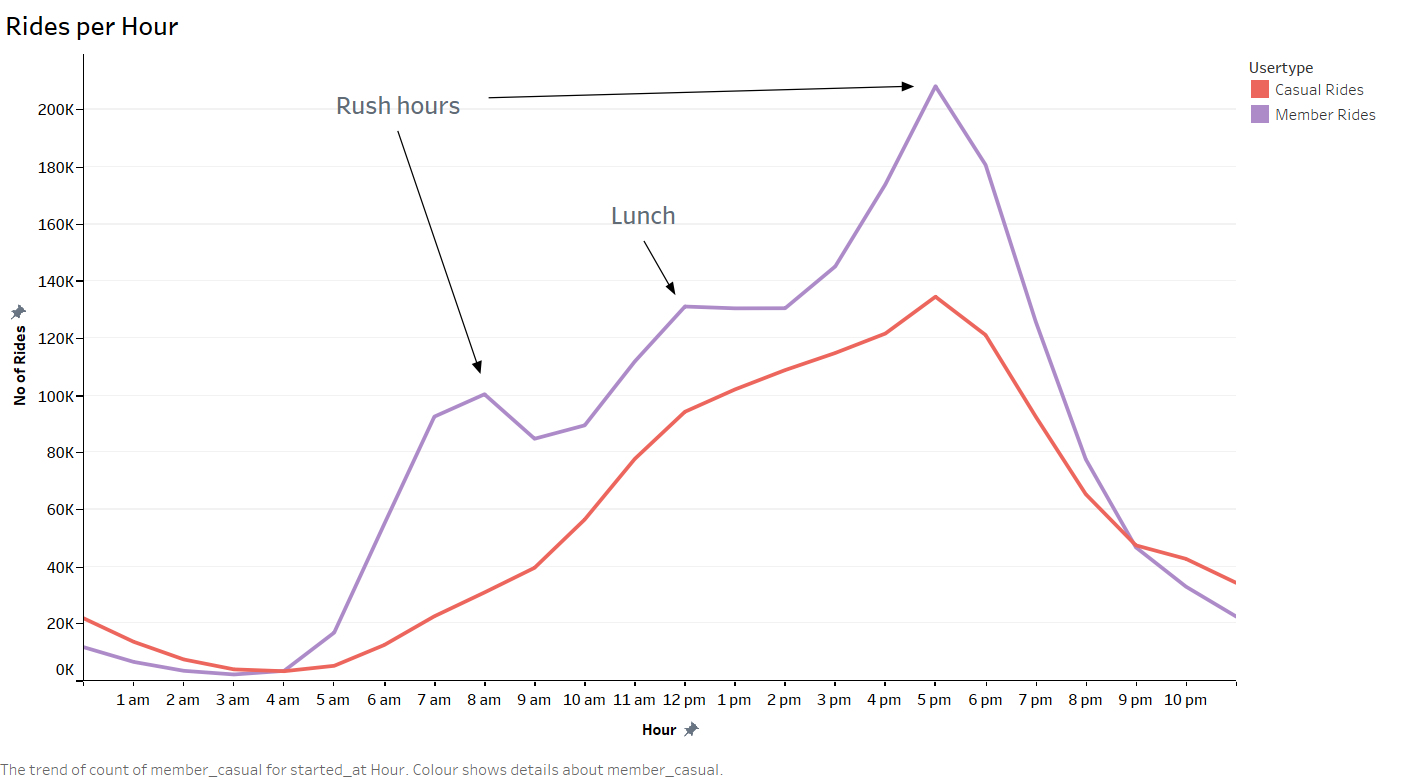 Rides per Hour
Usertype
Casual Rides
Member Rides
Rush hours
Lunch
No of Rides
200K
180K
160K
140K
120K
100K
80K
60K
40K
20K
0K
1 am 2 am 3 am 4 am 5 am 6 am 7 am 8 am 9 am 10 am 11 am 12 pm 1 pm 2 pm 3 pm 4 pm 5 pm 6 pm 7 pm 8 pm 9 pm 10 pm
Hour
The trend of count of member_casual for started_at Hour. Colour shows details about member_casual.